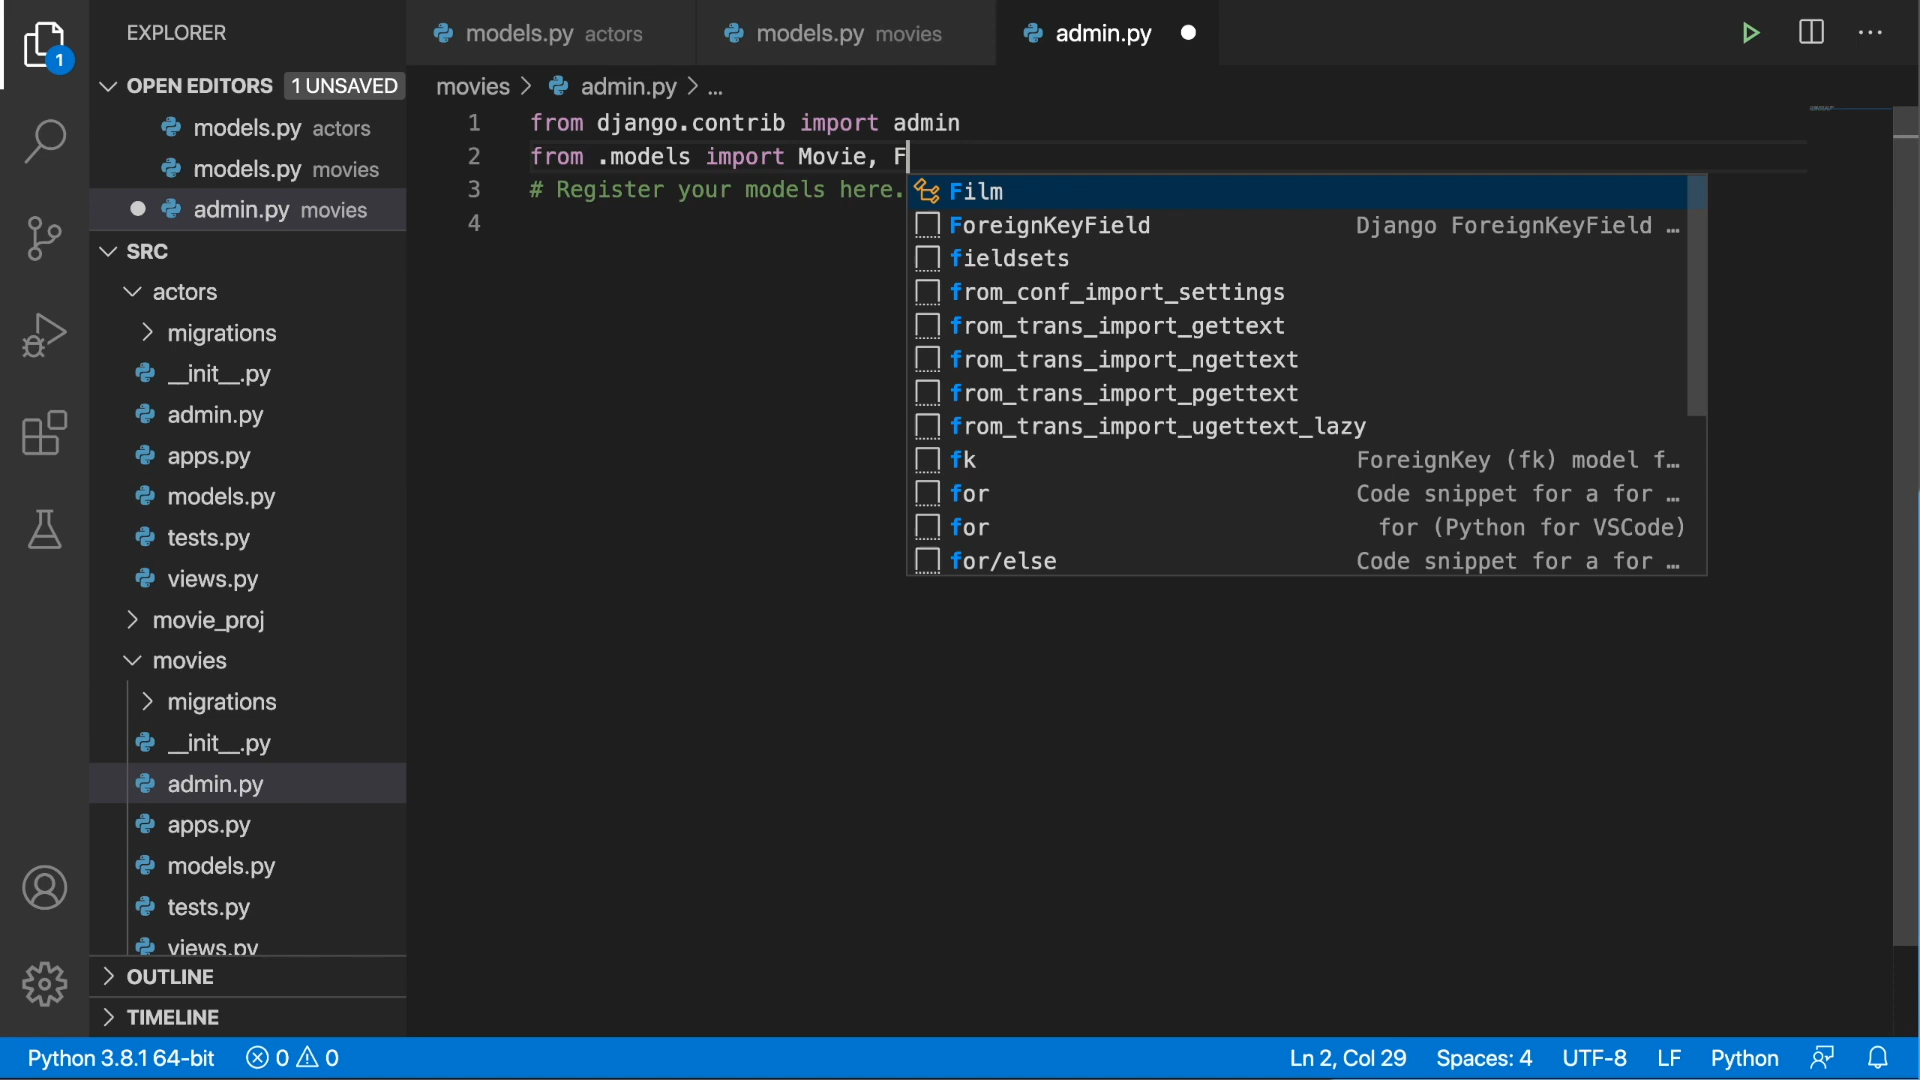 EXPLORER
models.py actors
models.py movies
admin.py
1
OPEN EDITORS 1 UNSAVED
movies > admin.py > ...
models.py actors
models.py movies
admin.py movies
1 from django.contrib import admin
2 from .models import Movie, F
3 # Register your models here.
4
Film
ForeignKeyField Django ForeignKeyField …
fieldsets
from_conf_import_settings
from_trans_import_gettext
from_trans_import_ngettext
from_trans_import_pgettext
from_trans_import_ugettext_lazy
fk ForeignKey (fk) model f…
for Code snippet for a for …
for for (Python for VSCode)
for/else Code snippet for a for …
SRC
actors
migrations
__init__.py
admin.py
apps.py
models.py
tests.py
views.py
movie_proj
movies
migrations
__init__.py
admin.py
apps.py
models.py
tests.py
views.py
OUTLINE
TIMELINE
Python 3.8.1 64-bit 0 0 Ln 2, Col 29 Spaces: 4 UTF-8 LF Python